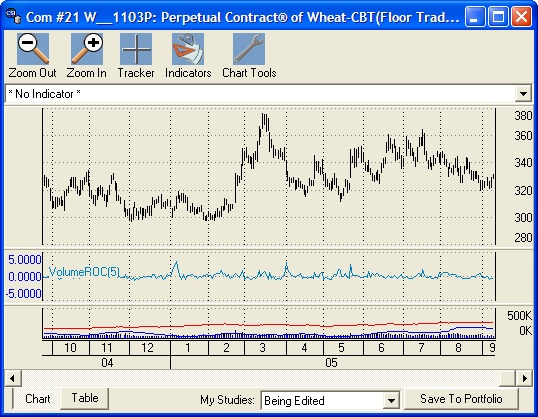 CSI Com #21 W__1103P: Perpetual Contract® of Wheat-CBT(Floor Trad...
Zoom Out Zoom In Tracker Indicators Chart Tools
* No Indicator *
380
360
340
320
300
280
5.0000
0.0000
-5.0000
VolumeROC(5)
500K
0K
10 11 12 1 2 3 4 5 6 7 8 9
04 05
Chart Table My Studies: Being Edited Save To Portfolio